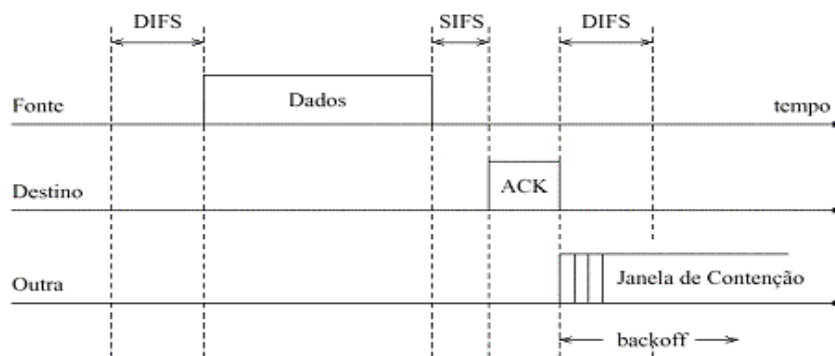 DIFS SIFS DIFS
Fonte Dados tempo
Destino ACK
Outra Janela de Contenção
backoff